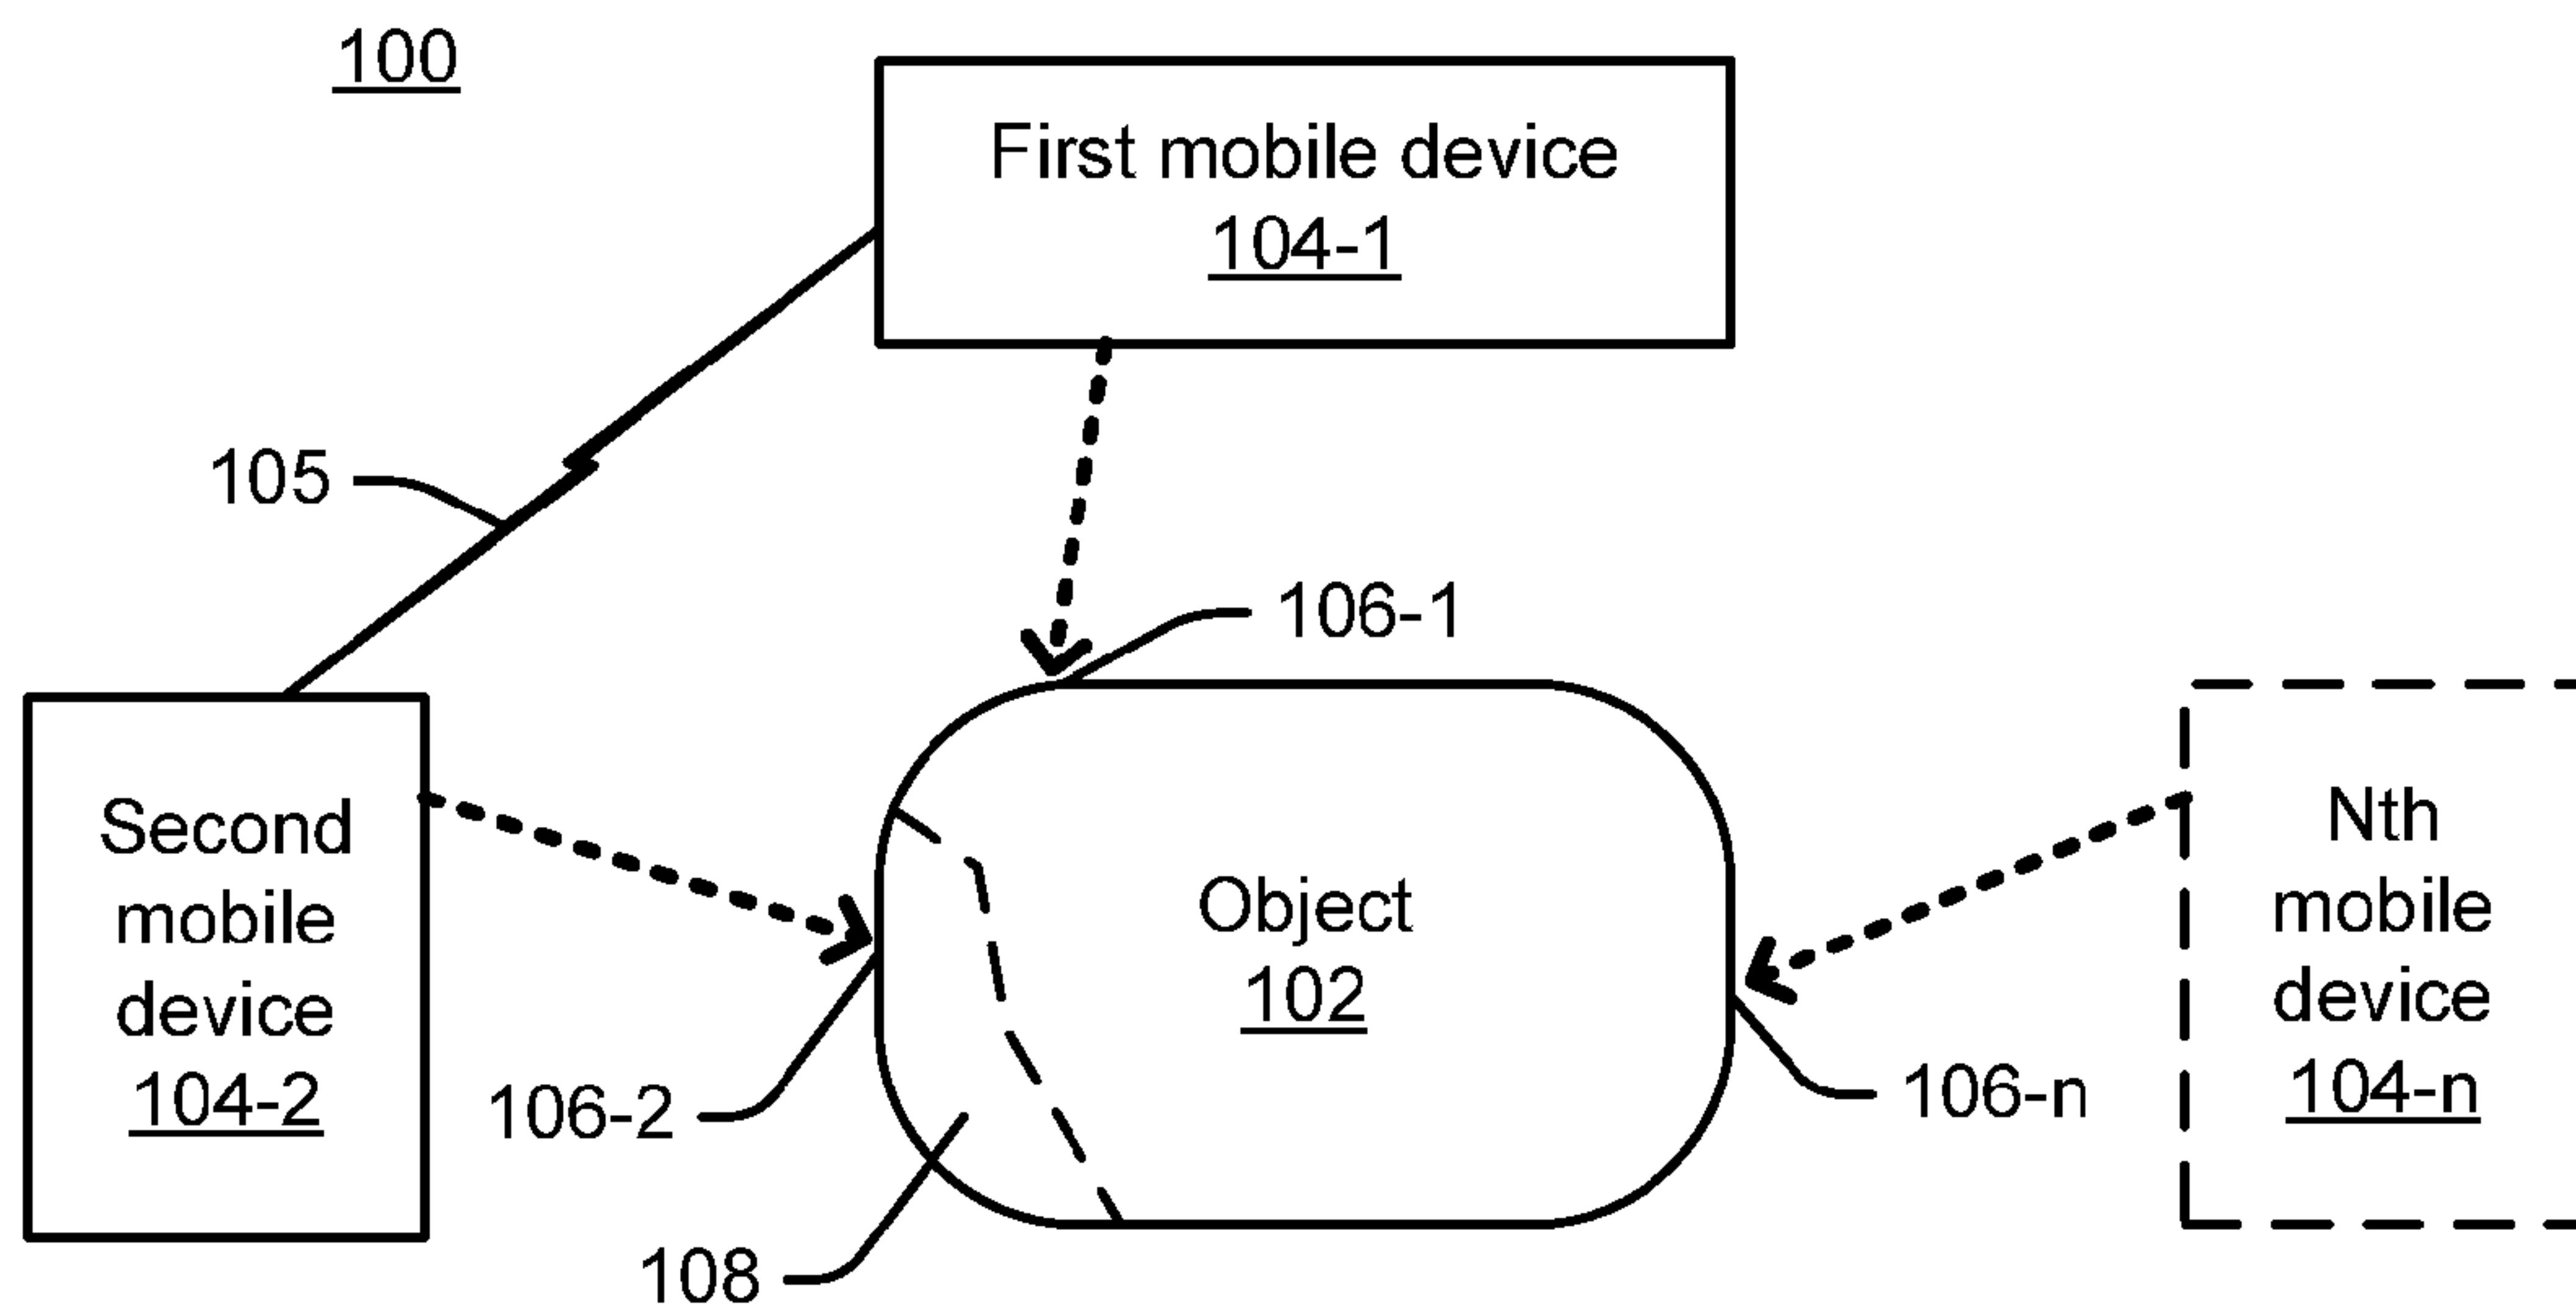 100
First mobile device
104-1
105
106-1
Second
mobile
device
104-2
Object
102
Nth
mobile
device
104-n
106-2
106-n
108